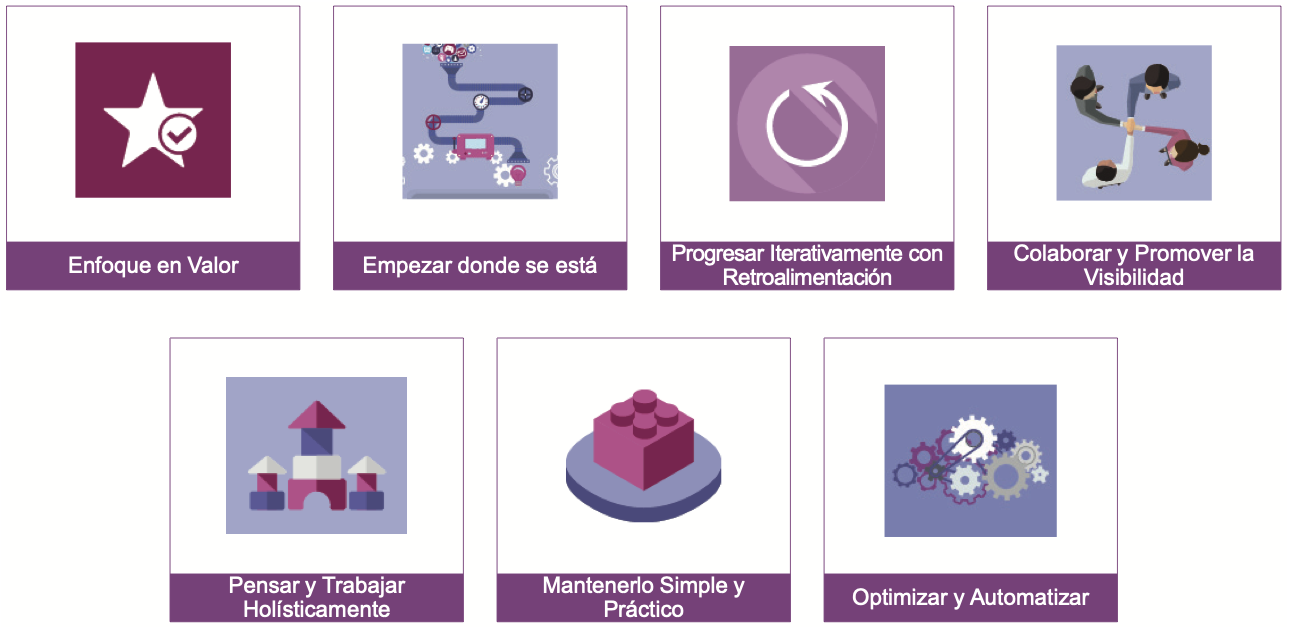 Enfoque en Valor
Empezar donde se está
Progresar Iterativamente con
Retroalimentación
Colaborar y Promover la
Visibilidad
Pensar y Trabajar
Holísticamente
Mantenerlo Simple y
Práctico
Optimizar y Automatizar